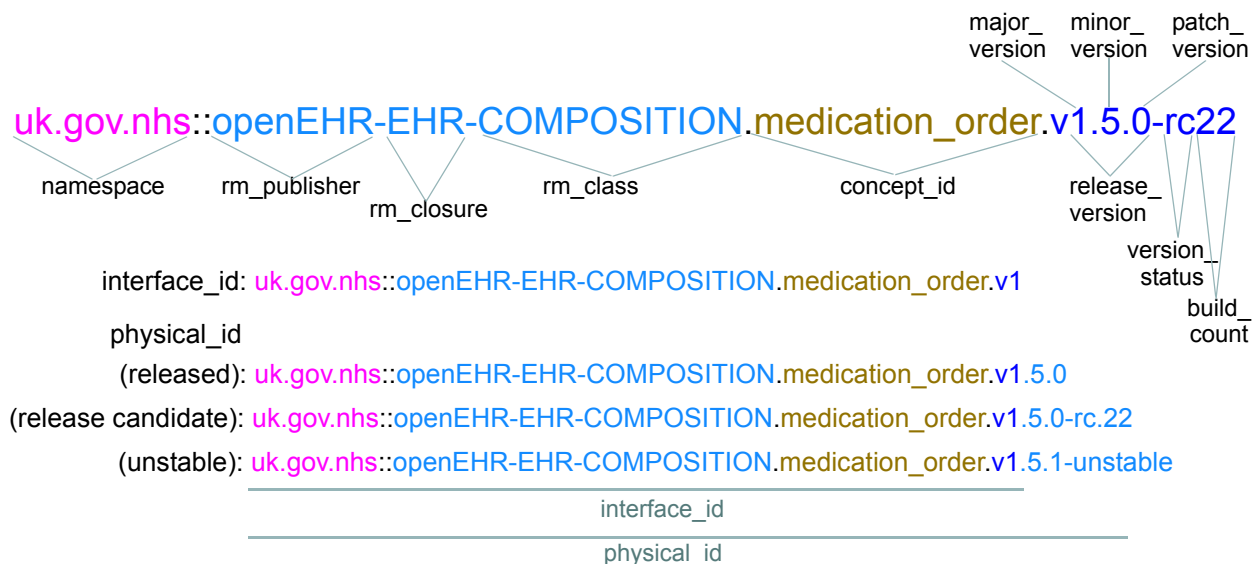 major_ minor_ patch_
version version version
uk.gov.nhs::openEHR-EHR-COMPOSITION.medication_order.v1.5.0-rc22
namespace rm_publisher rm_closure rm_class concept_id release_
version
version_
status
build_
count
interface_id: uk.gov.nhs::openEHR-EHR-COMPOSITION.medication_order.v1
physical_id
(released): uk.gov.nhs::openEHR-EHR-COMPOSITION.medication_order.v1.5.0
(release candidate): uk.gov.nhs::openEHR-EHR-COMPOSITION.medication_order.v1.5.0-rc.22
(unstable): uk.gov.nhs::openEHR-EHR-COMPOSITION.medication_order.v1.5.1-unstable
interface_id
physical_id